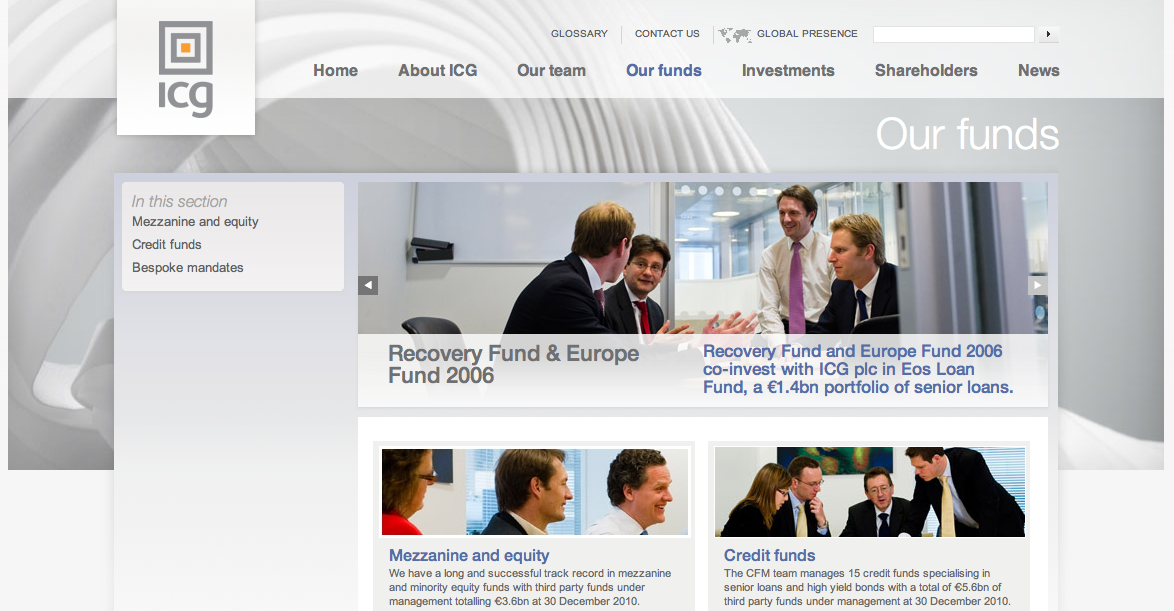 GLOSSARY
CONTACT US
GLOBAL PRESENCE
icg
Home
About ICG
Our team
Our funds
Investments
Shareholders
News
Our funds
In this section
Mezzanine and equity
Credit funds
Bespoke mandates
Recovery Fund & Europe
Fund 2006
Recovery Fund and Europe Fund 2006
co-invest with ICG plc in Eos Loan
Fund, a €1.4bn portfolio of senior loans.
Mezzanine and equity
We have a long and successful track record in mezzanine
and minority equity funds with third party funds under
management totalling €3.6bn at 30 December 2010.
Credit funds
The CFM team manages 15 credit funds specialising in
senior loans and high yield bonds with a total of €5.6bn of
third party funds under management at 30 December 2010.